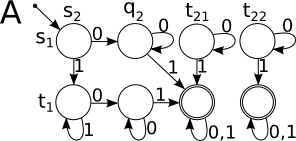 A s₂ q₂ t₂₁ t₂₂
s₁ 0 0 0 0
1 1 1 1
t₁ 0 1
1 0 0,1 0,1